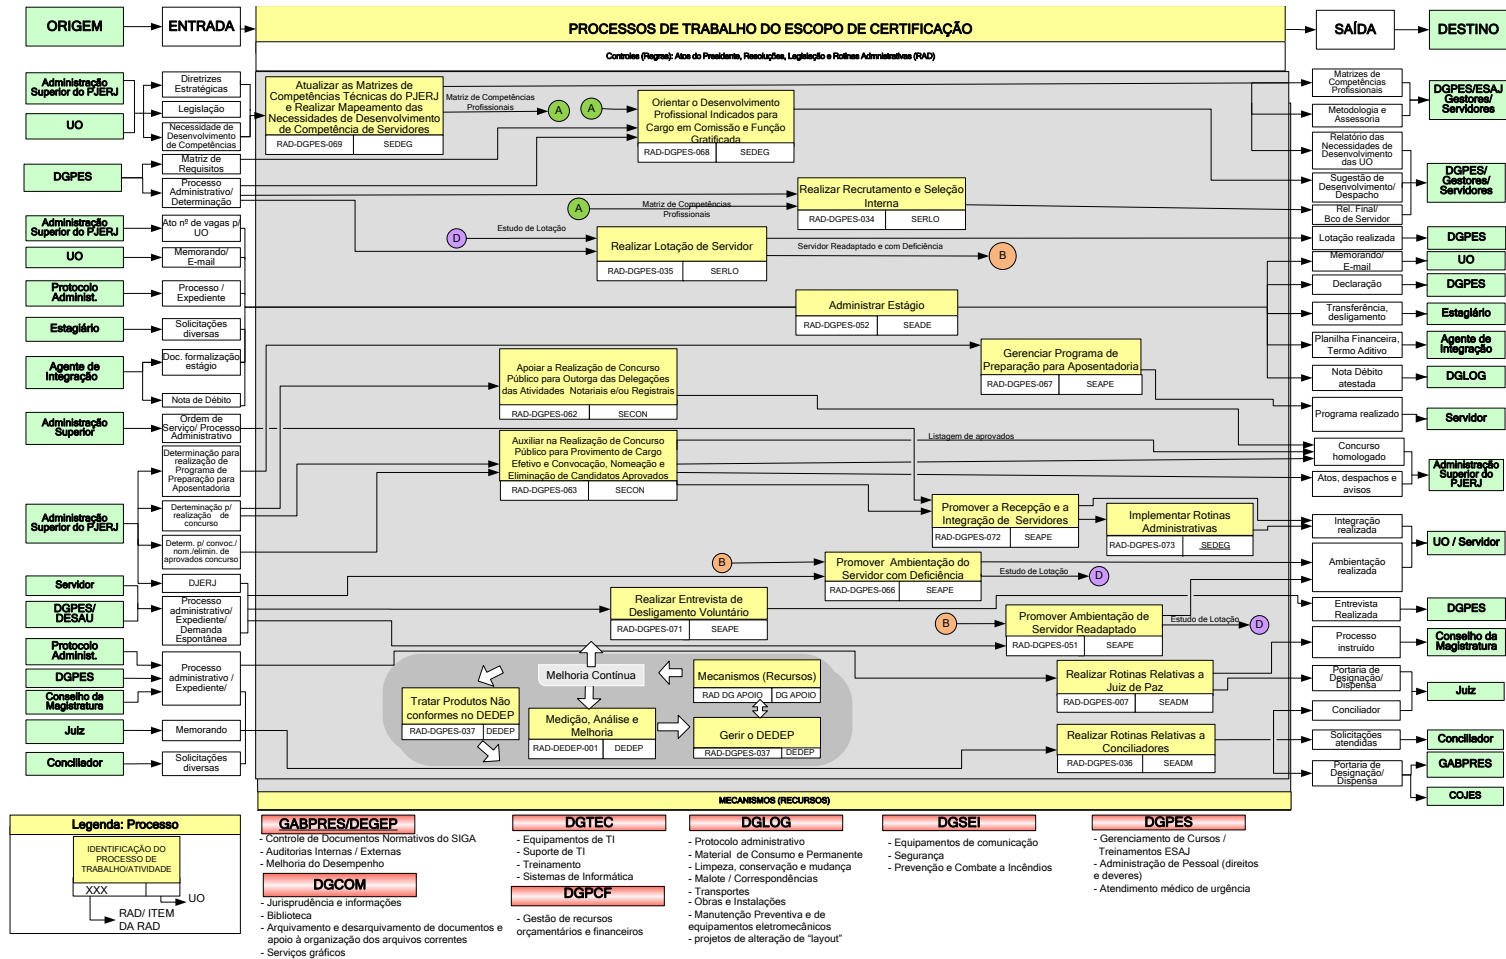 ORIGEM
ENTRADA
PROCESSOS DE TRABALHO DO ESCOPO DE CERTIFICAÇÃO
SAÍDA
DESTINO
Controles (Regras): Atos do Presidente, Resoluções, Legislação e Rotinas Admnistrativas (RAD)
Administração
Superior do PJERJ
UO
DGPES
Administração
Superior do PJERJ
UO
Protocolo
Administ.
Estagiário
Agente de
Integração
Administração
Superior
Administração
Superior do PJERJ
Servidor
DGPES/
DESAU
Protocolo
Administ.
DGPES
Conselho da
Magistratura
Juiz
Conciliador
Diretrizes
Estratégicas
Legislação
Necessidade de
Desenvolvimento
de Competências
Matriz de
Requisitos
Processo
Administrativo/
Determinação
Ato nº de vagas p/
UO
Memorando/
E-mail
Processo /
Expediente
Solicitações
diversas
Doc. formalização
estágio
Nota de Débito
Ordem de
Serviço/ Processo
Administrativo
Determinação para
realização de
Programa de
Preparação para
Aposentadoria
Derteminação p/
realização de
concurso
Determ. p/ convoc./
nom./elimin. de
aprovados concurso
DJERJ
Processo
administrativo/
Expediente/
Demanda
Espontânea
Processo
administrativo /
Expediente/
Memorando
Solicitações
diversas
Atualizar as Matrizes de
Competências Técnicas do PJERJ
e Realizar Mapeamento das
Necessidades de Desenvolvimento
de Competência de Servidores
RAD-DGPES-069
SEDEG
Matriz de Competências
Profissionais
A
A
Orientar o Desenvolvimento
Profissional Indicados para
Cargo em Comissão e Função
Gratificada
RAD-DGPES-068
SEDEG
Realizar Recrutamento e Seleção
Interna
RAD-DGPES-034
SERLO
A
Matriz de Competências
Profissionais
D
Estudo de Lotação
Realizar Lotação de Servidor
RAD-DGPES-035
SERLO
Servidor Readaptado e com Deficiência
B
Administrar Estágio
RAD-DGPES-052
SEADE
Gerenciar Programa de
Preparação para Aposentadoria
RAD-DGPES-067
SEAPE
Apoiar a Realização de Concurso
Público para Outorga das Delegações
das Atividades Notariais e/ou Registrais
RAD-DGPES-062
SECON
Auxiliar na Realização de Concurso
Público para Provimento de Cargo
Efetivo e Convocação, Nomeação e
Eliminação de Candidatos Aprovados
RAD-DGPES-063
SECON
Listagem de aprovados
Promover a Recepção e a
Integração de Servidores
RAD-DGPES-072
SEAPE
Implementar Rotinas
Administrativas
RAD-DGPES-073
SEDEG
B
Promover Ambientação do
Servidor com Deficiência
RAD-DGPES-066
SEAPE
Estudo de Lotação
D
Realizar Entrevista de
Desligamento Voluntário
RAD-DGPES-071
SEAPE
B
Promover Ambientação de
Servidor Readaptado
RAD-DGPES-051
SEAPE
Estudo de Lotação
D
Melhoria Contínua
Mecanismos (Recursos)
RAD DG APOIO
DG APOIO
Tratar Produtos Não
conformes no DEDEP
RAD-DGPES-037
DEDEP
Medição, Análise e
Melhoria
RAD-DEDEP-001
DEDEP
Gerir o DEDEP
RAD-DGPES-037
DEDEP
Realizar Rotinas Relativas a
Juiz de Paz
RAD-DGPES-007
SEADM
Realizar Rotinas Relativas a
Conciliadores
RAD-DGPES-036
SEADM
Matrizes de
Competências
Profissionais
Metodologia e
Assessoria
Relatório das
Necessidades de
Desenvolvimento
das UO
Sugestão de
Desenvolvimento/
Despacho
Rel. Final/
Bco de Servidor
Lotação realizada
Memorando/
E-mail
Declaração
Transferência,
desligamento
Planilha Financeira,
Termo Aditivo
Nota Débito
atestada
Programa realizado
Concurso
homologado
Atos, despachos e
avisos
Integração
realizada
Ambientação
realizada
Entrevista
Realizada
Processo
instruído
Portaria de
Designação/
Dispensa
Conciliador
Solicitações
atendidas
Portaria de
Designação/
Dispensa
DGPES/ESAJ
Gestores/
Servidores
DGPES/
Gestores/
Servidores
DGPES
UO
DGPES
Estagiário
Agente de
Integração
DGLOG
Servidor
Administração
Superior do
PJERJ
UO / Servidor
DGPES
Conselho da
Magistratura
Juiz
Conciliador
GABPRES
COJES
MECANISMOS (RECURSOS)
Legenda: Processo
IDENTIFICAÇÃO DO
PROCESSO DE
TRABALHO/ATIVIDADE
XXX
UO
RAD/ ITEM
DA RAD
GABPRES/DEGEP
- Controle de Documentos Normativos do SIGA
- Auditorias Internas / Externas
- Melhoria do Desempenho
DGCOM
- Jurisprudência e informações
- Biblioteca
- Arquivamento e desarquivamento de documentos e
apoio à organização dos arquivos correntes
- Serviços gráficos
DGTEC
- Equipamentos de TI
- Suporte de TI
- Treinamento
- Sistemas de Informática
DGPCF
- Gestão de recursos
orçamentários e financeiros
DGLOG
- Protocolo administrativo
- Material de Consumo e Permanente
- Limpeza, conservação e mudança
- Malote / Correspondências
- Transportes
- Obras e Instalações
- Manutenção Preventiva e de
equipamentos eletromecânicos
- projetos de alteração de “layout”
DGSEI
- Equipamentos de comunicação
- Segurança
- Prevenção e Combate a Incêndios
DGPES
- Gerenciamento de Cursos /
Treinamentos ESAJ
- Administração de Pessoal (direitos
e deveres)
- Atendimento médico de urgência